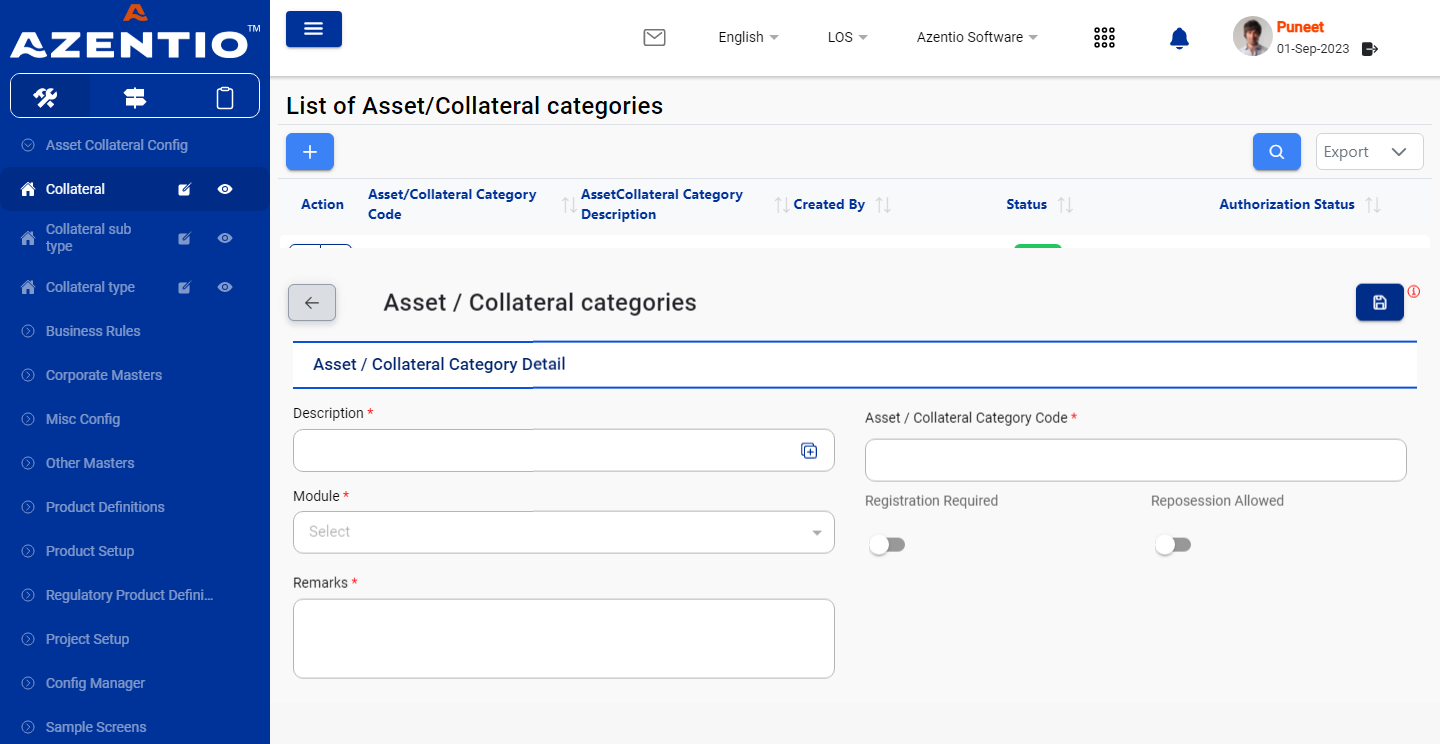 AZENTIO™
Asset Collateral Config
Collateral
Collateral sub
type
Collateral type
Business Rules
Corporate Masters
Misc Config
Other Masters
Product Definitions
Product Setup
Regulatory Product Defini...
Project Setup
Config Manager
Sample Screens
English
LOS
Azentio Software
Puneet
01-Sep-2023
List of Asset/Collateral categories
Export
Action
Asset/Collateral Category
Code
AssetCollateral Category
Description
Created By
Status
Authorization Status
Asset / Collateral categories
Asset / Collateral Category Detail
Description *
Asset / Collateral Category Code *
Module *
Select
Registration Required
Reposession Allowed
Remarks *